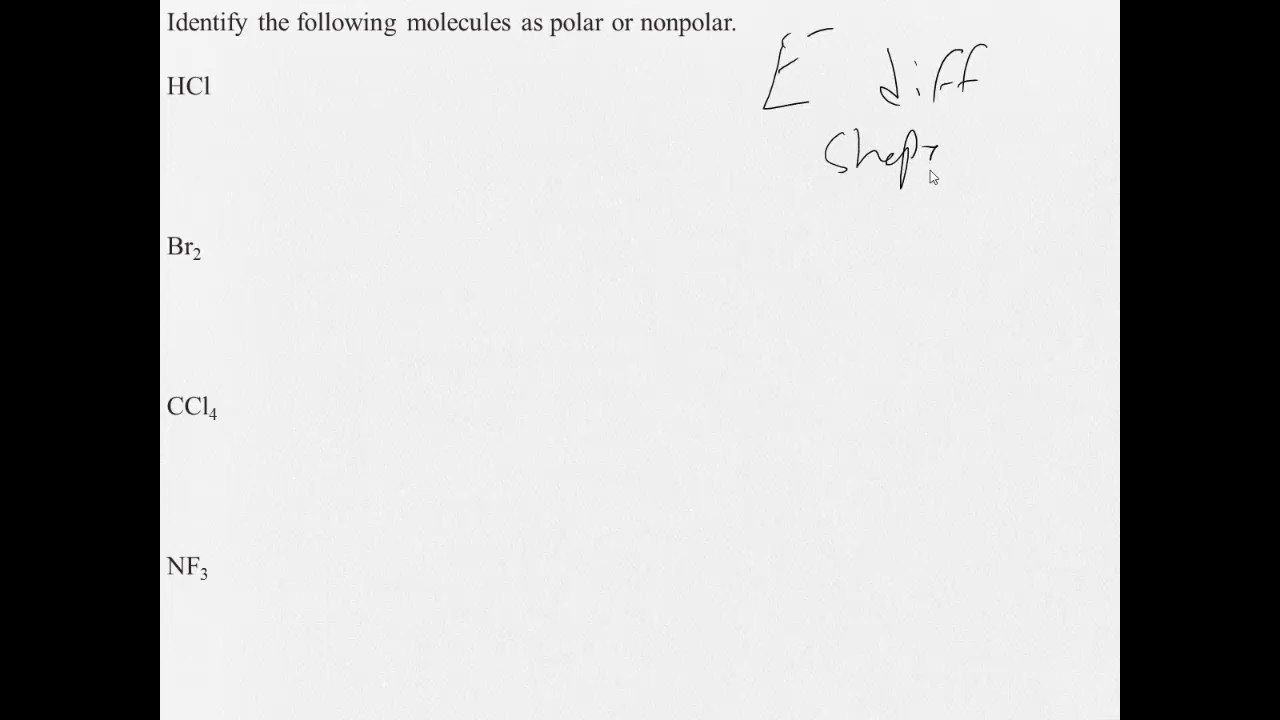 Identify the following molecules as polar or nonpolar.
E⁻ diff
HCl
shape
Br₂
CCl₄
NF₃